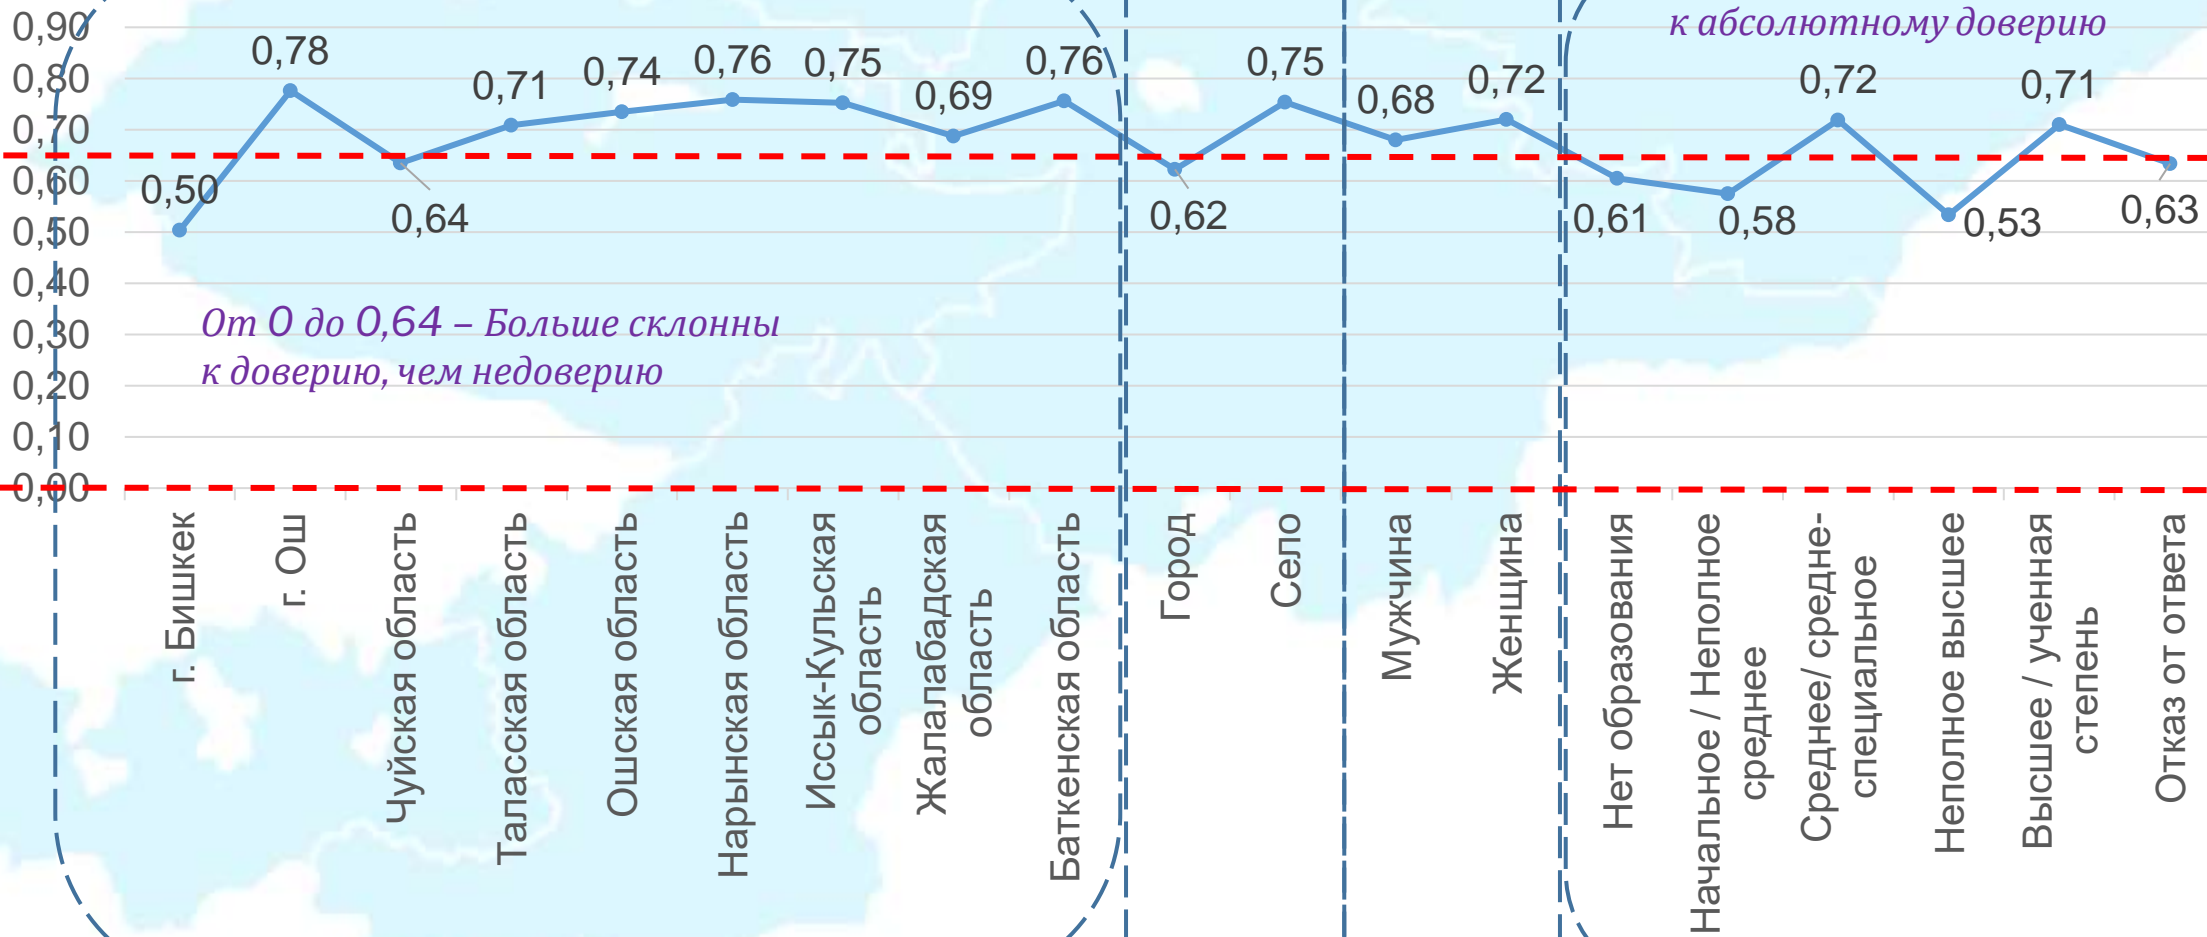 к абсолютному доверию
0,90
0,80
0,70
0,60
0,50
0,40
0,30
0,20
0,10
0,00
0,50
0,78
0,64
0,71
0,74
0,76
0,75
0,69
0,76
0,62
0,75
0,68
0,72
0,61
0,58
0,72
0,53
0,71
0,63
От 0 до 0,64 – Больше склонны
к доверию, чем недоверию
г. Бишкек
г. Ош
Чуйская область
Таласская область
Ошская область
Нарынская область
Иссык-Кульская
область
Жалалабадская
область
Баткенская область
Город
Село
Мужчина
Женщина
Нет образования
Начальное / Неполное
среднее
Среднее/ средне-
специальное
Неполное высшее
Высшее / ученная
степень
Отказ от ответа